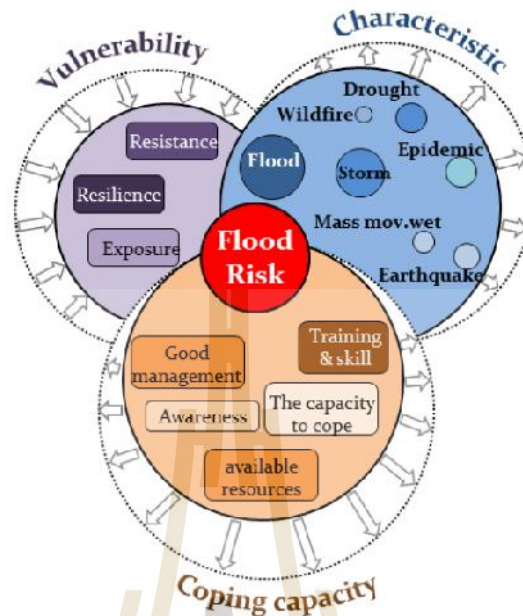 Vulnerability
Characteristic
Resistance
Resilience
Exposure
Drought
Wildfire
Flood
Storm
Epidemic
Mass mov.wet
Earthquake
Flood
Risk
Training
& skill
Good
management
The capacity
to cope
Awareness
available
resources
Coping capacity